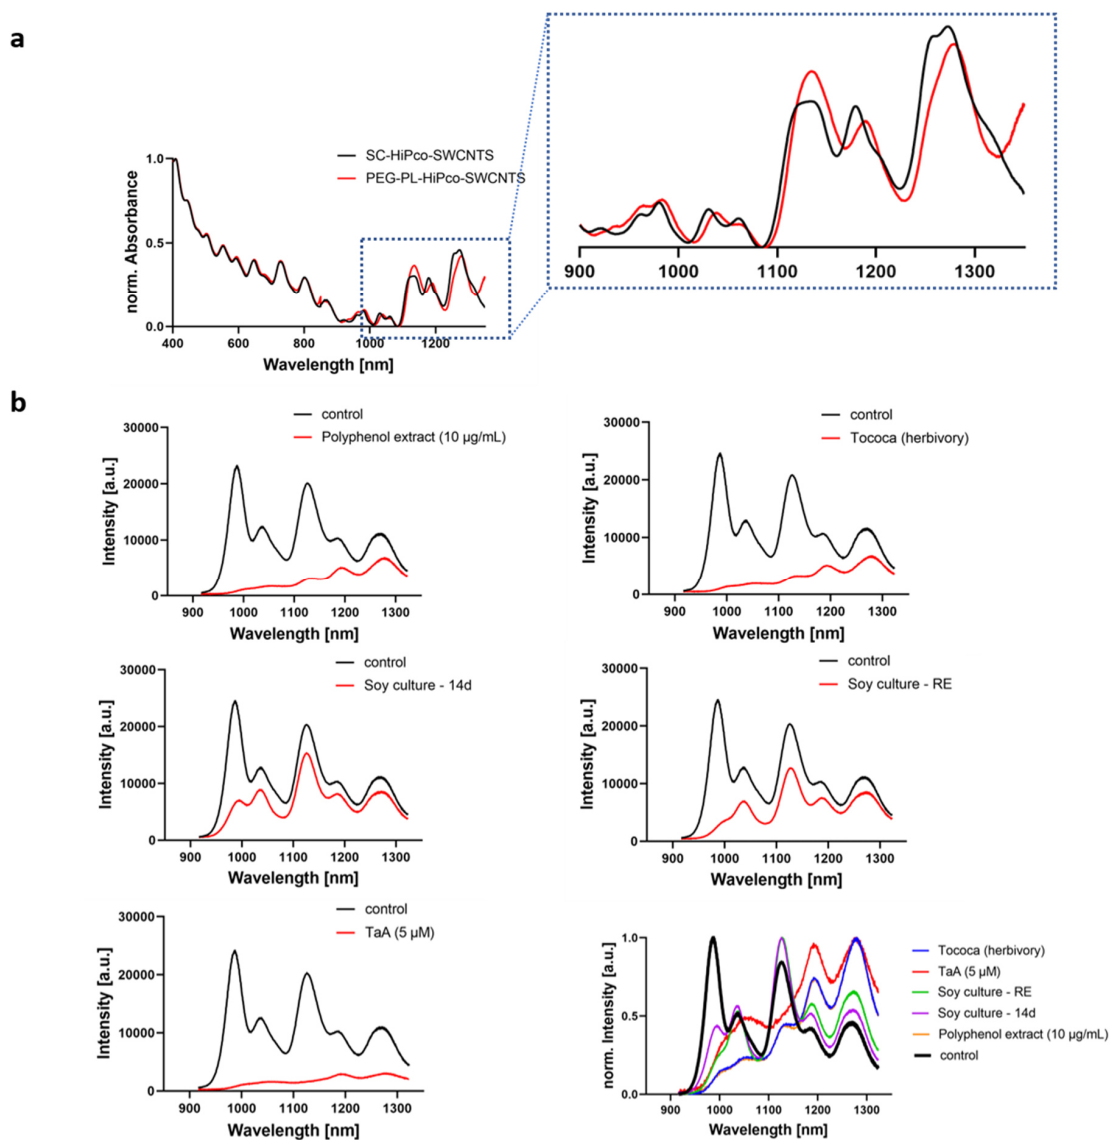 a
SC-HiPco-SWCNTS
PEG-PL-HiPco-SWCNTS
norm. Absorbance
1.0
0.5
0.0
400 600 800 1000 1200
Wavelength [nm]
900 1000 1100 1200 1300
b
control
Polyphenol extract (10 µg/mL)
Intensity [a.u.]
30000
20000
10000
0
900 1000 1100 1200 1300
Wavelength [nm]
control
Tococa (herbivory)
Intensity [a.u.]
30000
20000
10000
0
900 1000 1100 1200 1300
Wavelength [nm]
control
Soy culture - 14d
Intensity [a.u.]
30000
20000
10000
0
900 1000 1100 1200 1300
Wavelength [nm]
control
Soy culture - RE
Intensity [a.u.]
30000
20000
10000
0
900 1000 1100 1200 1300
Wavelength [nm]
control
TaA (5 µM)
Intensity [a.u.]
30000
20000
10000
0
900 1000 1100 1200 1300
Wavelength [nm]
norm. Intensity [a.u.]
1.0
0.5
0.0
900 1000 1100 1200 1300
Wavelength [nm]
Tococa (herbivory)
TaA (5 µM)
Soy culture - RE
Soy culture - 14d
Polyphenol extract (10 µg/mL)
control